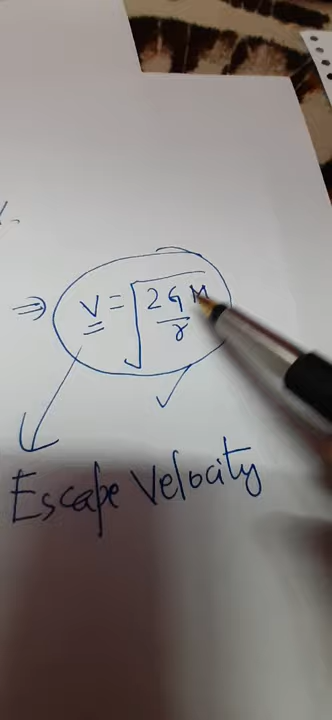 ⇒ V = √(2GM/r)
✓
Escape Velocity